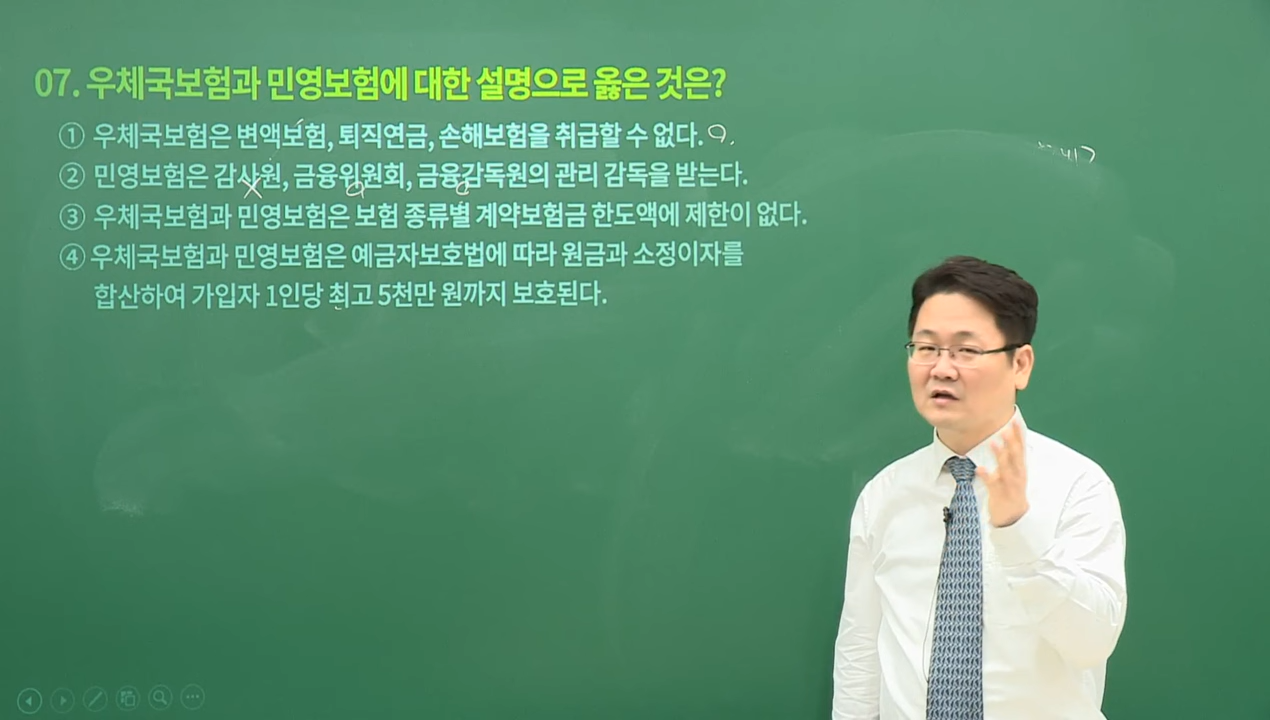 07. 우체국보험과 민영보험에 대한 설명으로 옳은 것은?
① 우체국보험은 변액보험, 퇴직연금, 손해보험을 취급할 수 없다.
② 민영보험은 감사원, 금융위원회, 금융감독원의 관리 감독을 받는다.
③ 우체국보험과 민영보험은 보험 종류별 계약보험금 한도액에 제한이 없다.
④ 우체국보험과 민영보험은 예금자보호법에 따라 원금과 소정이자를
합산하여 가입자 1인당 최고 5천만 원까지 보호된다.